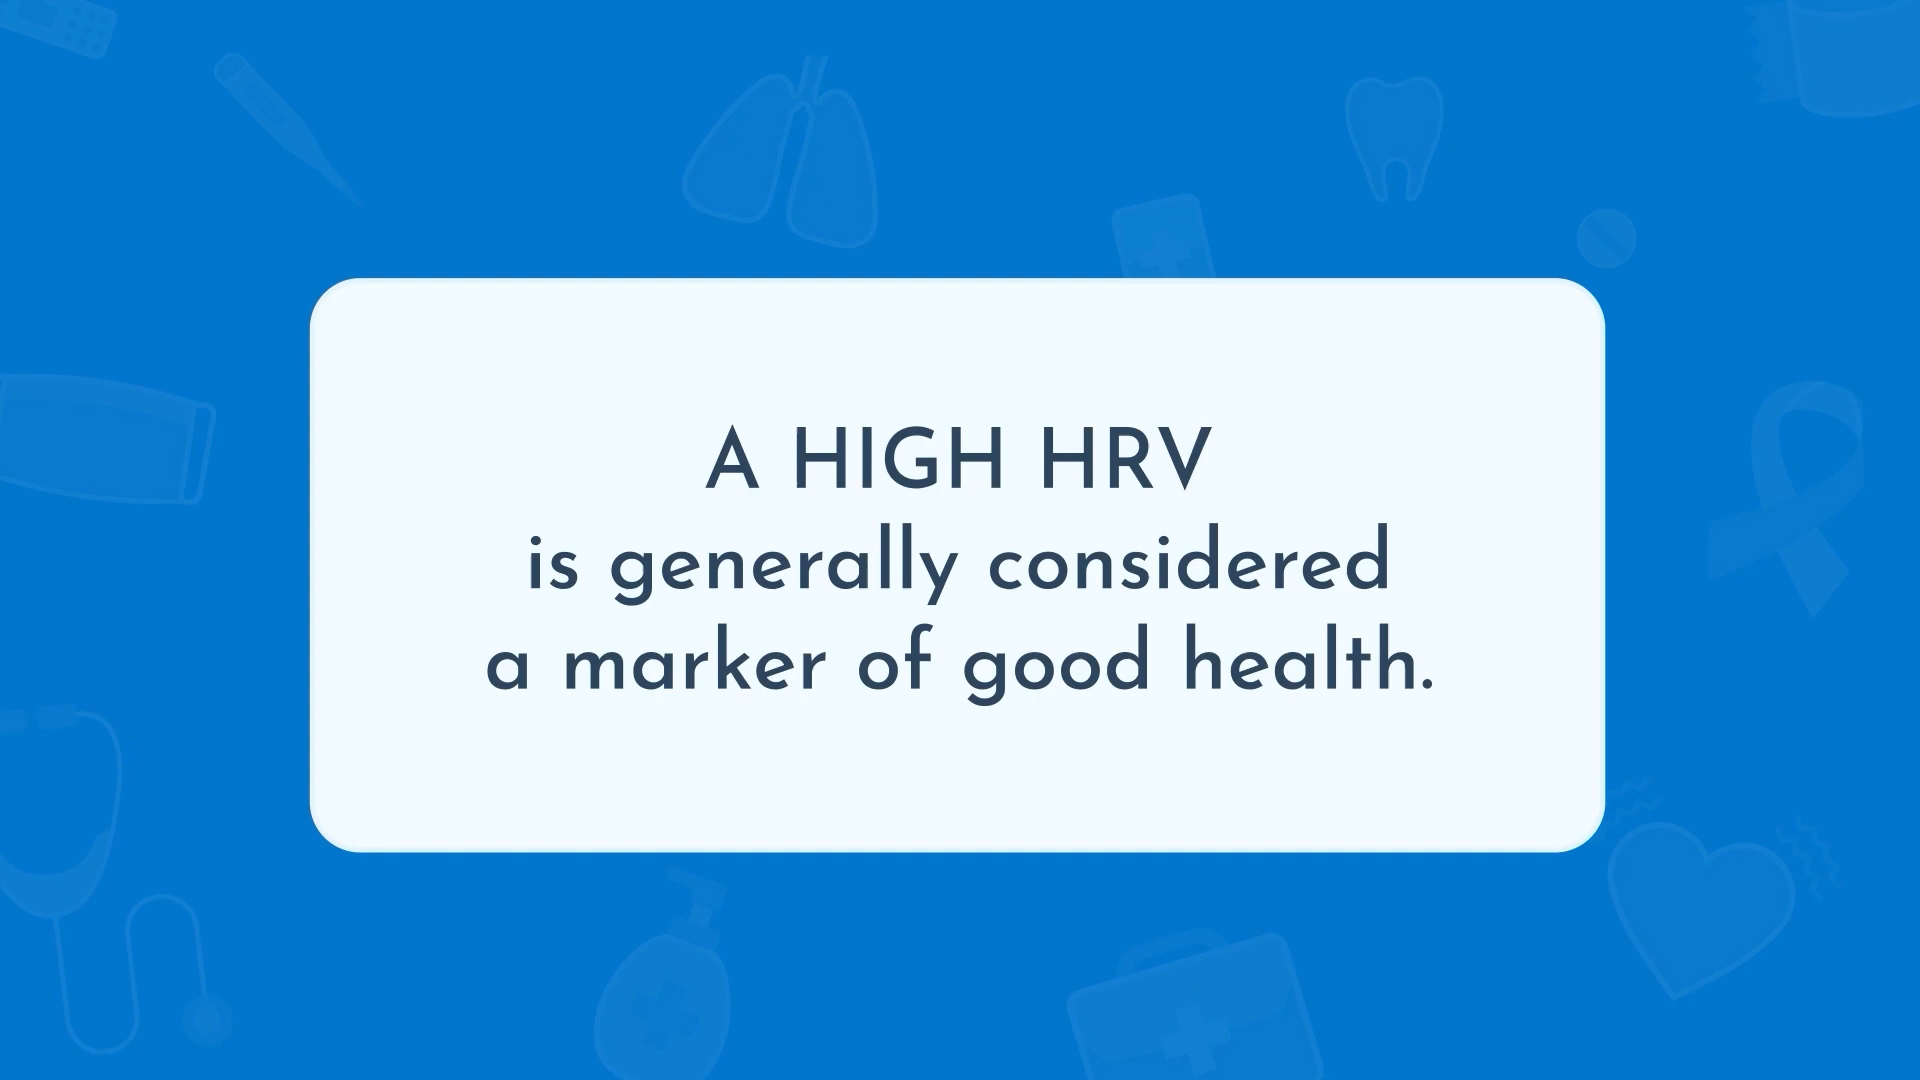 A HIGH HRV
is generally considered
a marker of good health.